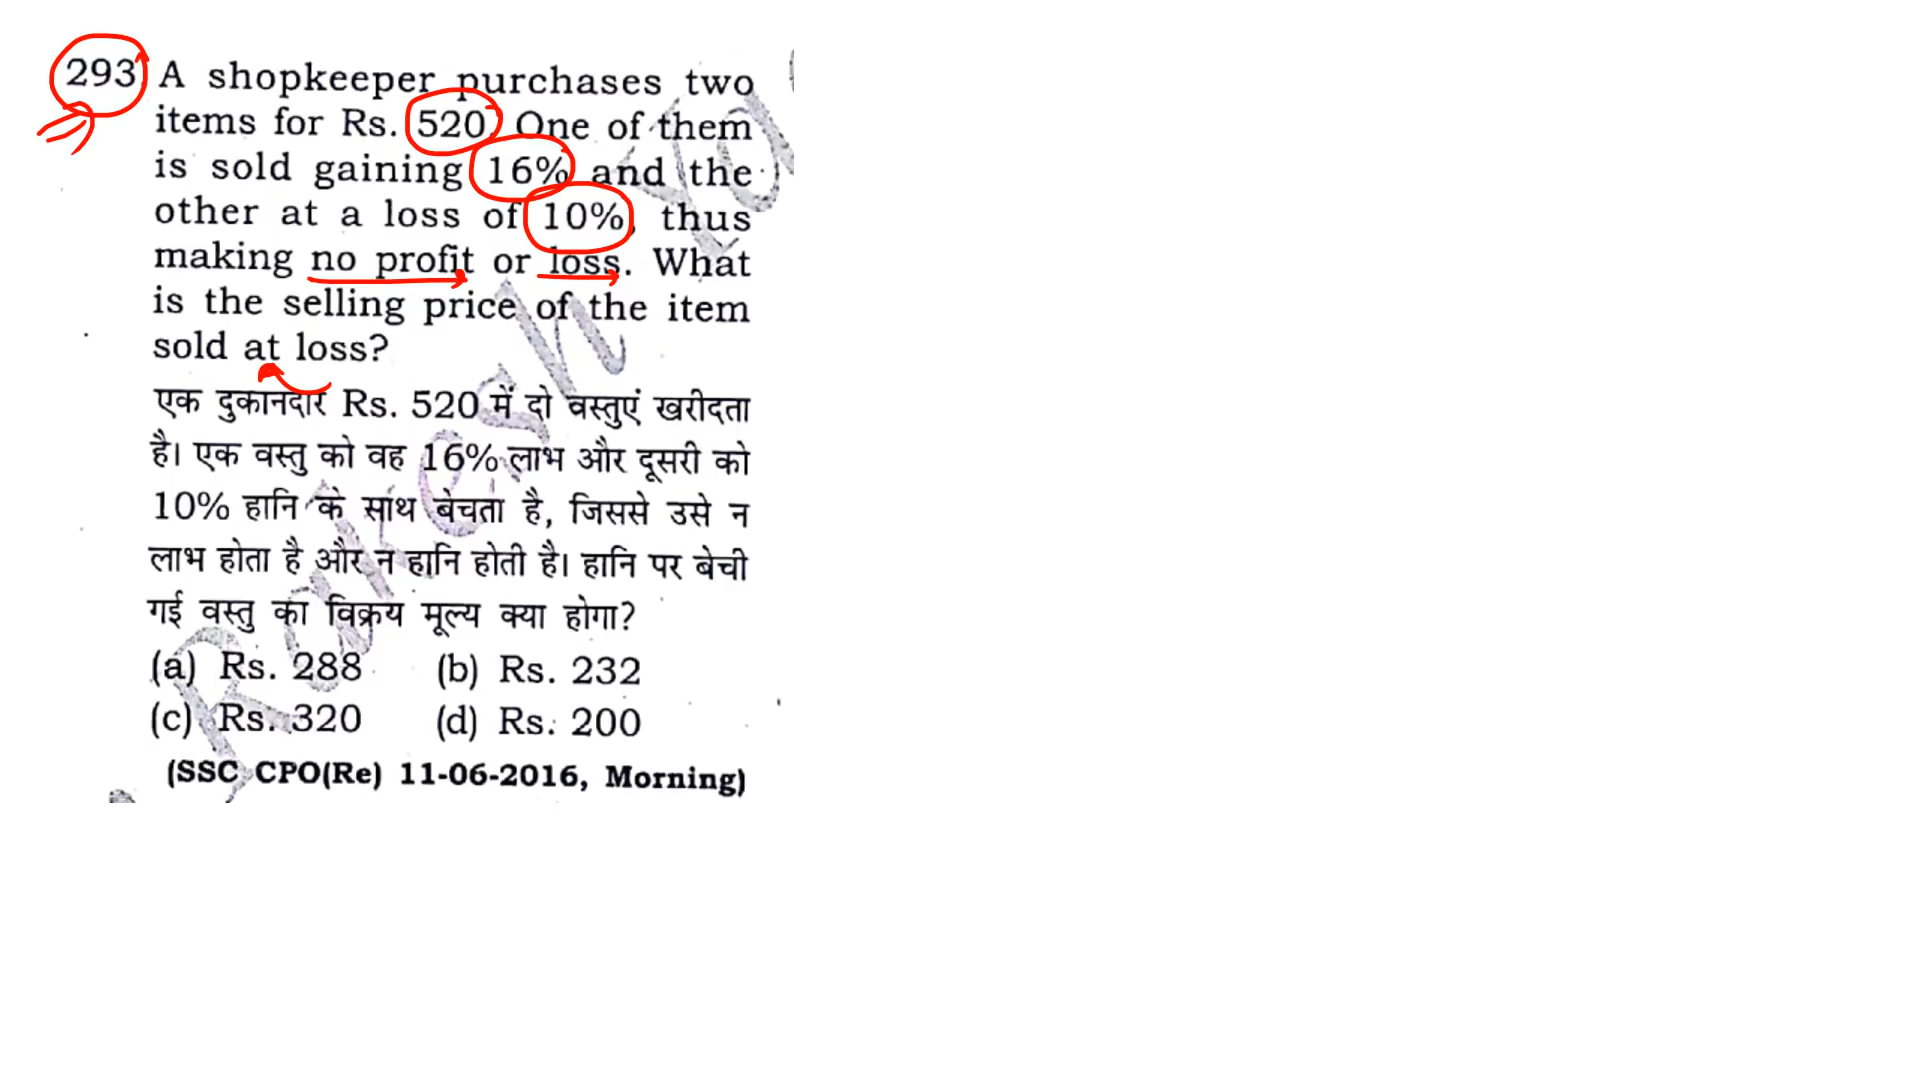 293. A shopkeeper purchases two
items for Rs. 520. One of them
is sold gaining 16% and the
other at a loss of 10%, thus
making no profit or loss. What
is the selling price of the item
sold at loss?
एक दुकानदार Rs. 520 में दो वस्तुएं खरीदता
है। एक वस्तु को वह 16% लाभ और दूसरी को
10% हानि के साथ बेचता है, जिससे उसे न
लाभ होता है और न हानि होती है। हानि पर बेची
गई वस्तु का विक्रय मूल्य क्या होगा?
(a) Rs. 288 (b) Rs. 232
(c) Rs. 320 (d) Rs. 200
(SSC CPO(Re) 11-06-2016, Morning)
Rakesh Yadav